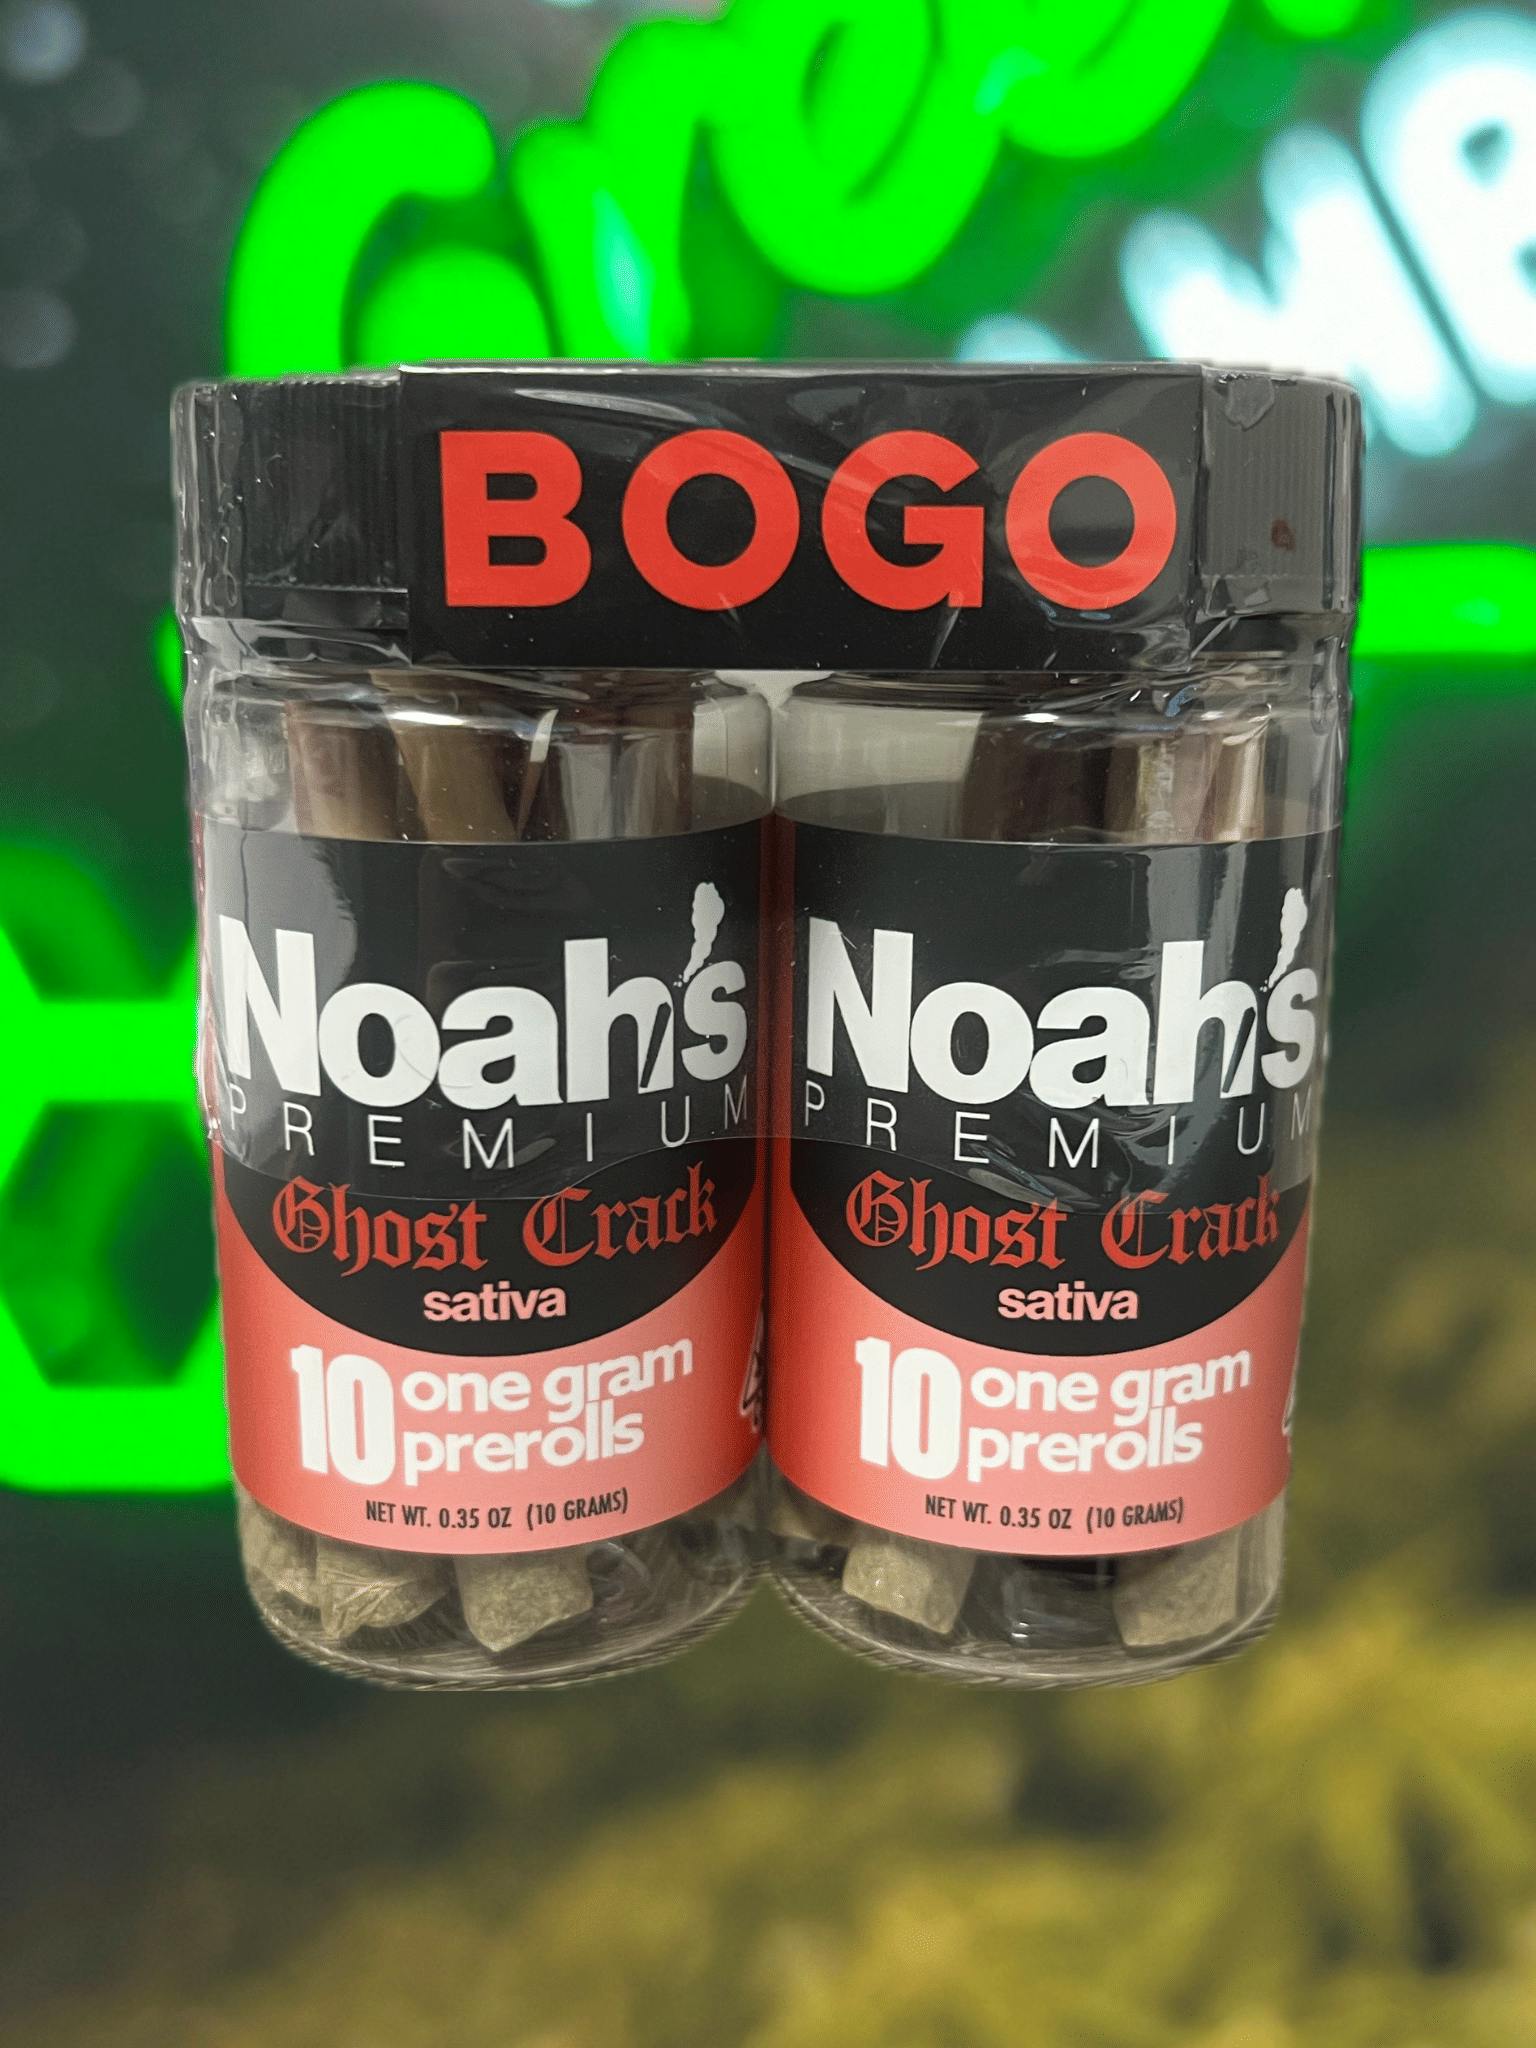 BOGO
Noah's
PREMIUM
Ghost Crack
sativa
10 one gram
prerolls
NET WT. 0.35 OZ (10 GRAMS)
Noah's
PREMIUM
Ghost Crack
sativa
10 one gram
prerolls
NET WT. 0.35 OZ (10 GRAMS)